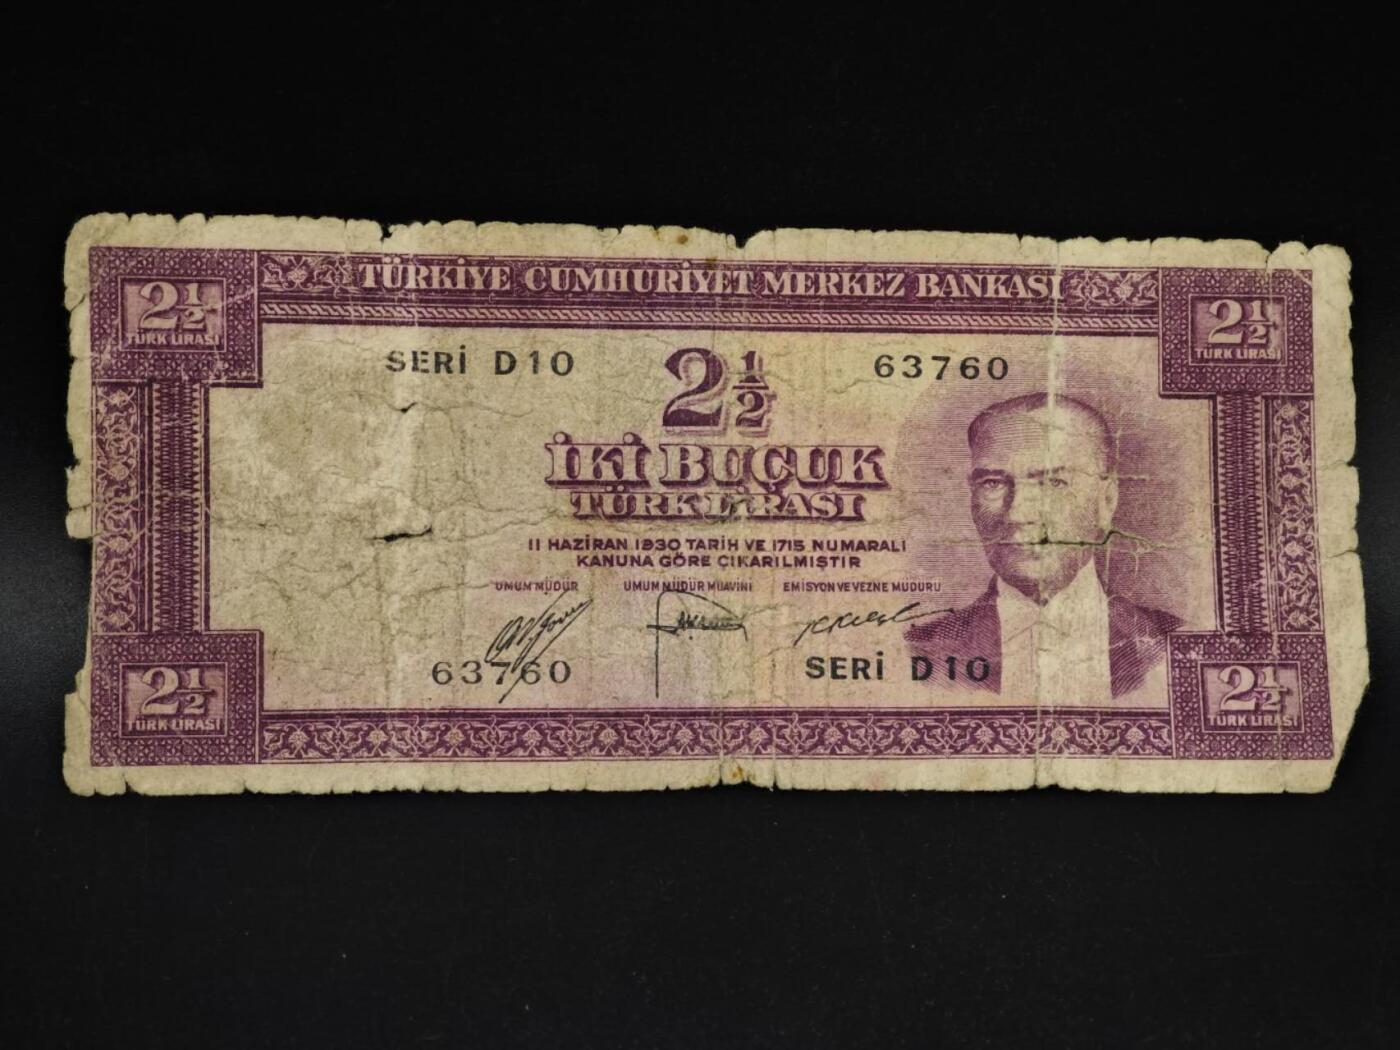 TÜRKİYE CUMHURİYET MERKEZ BANKASI
2½
TÜRK LİRASI
2½
TÜRK LİRASI
SERİ D10
2½
63760
İKİ BUÇUK
TÜRK LİRASI
11 HAZİRAN 1930 TARİH VE 1715 NUMARALI
KANUNA GÖRE ÇIKARILMIŞTIR
UMUM MÜDÜR
UMUM MÜDÜR MUAVİNİ
EMİSYON VE VEZNE MÜDÜRÜ
63760
SERİ D10
2½
TÜRK LİRASI
2½
TÜRK LİRASI